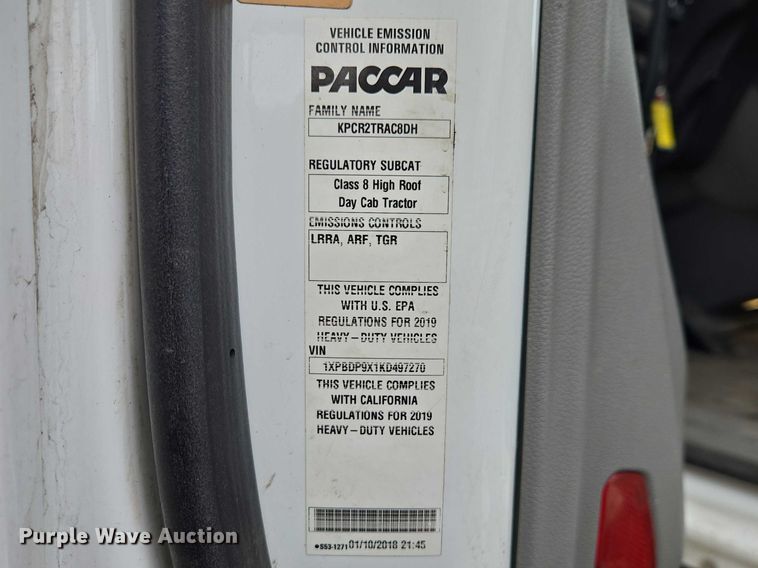 VEHICLE EMISSION
CONTROL INFORMATION
PACCAR
FAMILY NAME
KPCR2TRAC8DH
REGULATORY SUBCAT
Class 8 High Roof
Day Cab Tractor
EMISSIONS CONTROLS
LRRA, ARF, TGR
THIS VEHICLE COMPLIES
WITH U.S. EPA
REGULATIONS FOR 2019
HEAVY-DUTY VEHICLES
VIN
1XPBDP9X1KD497270
THIS VEHICLE COMPLIES
WITH CALIFORNIA
REGULATIONS FOR 2019
HEAVY-DUTY VEHICLES
•S53-1271 01/10/2018 21:45
Purple Wave Auction